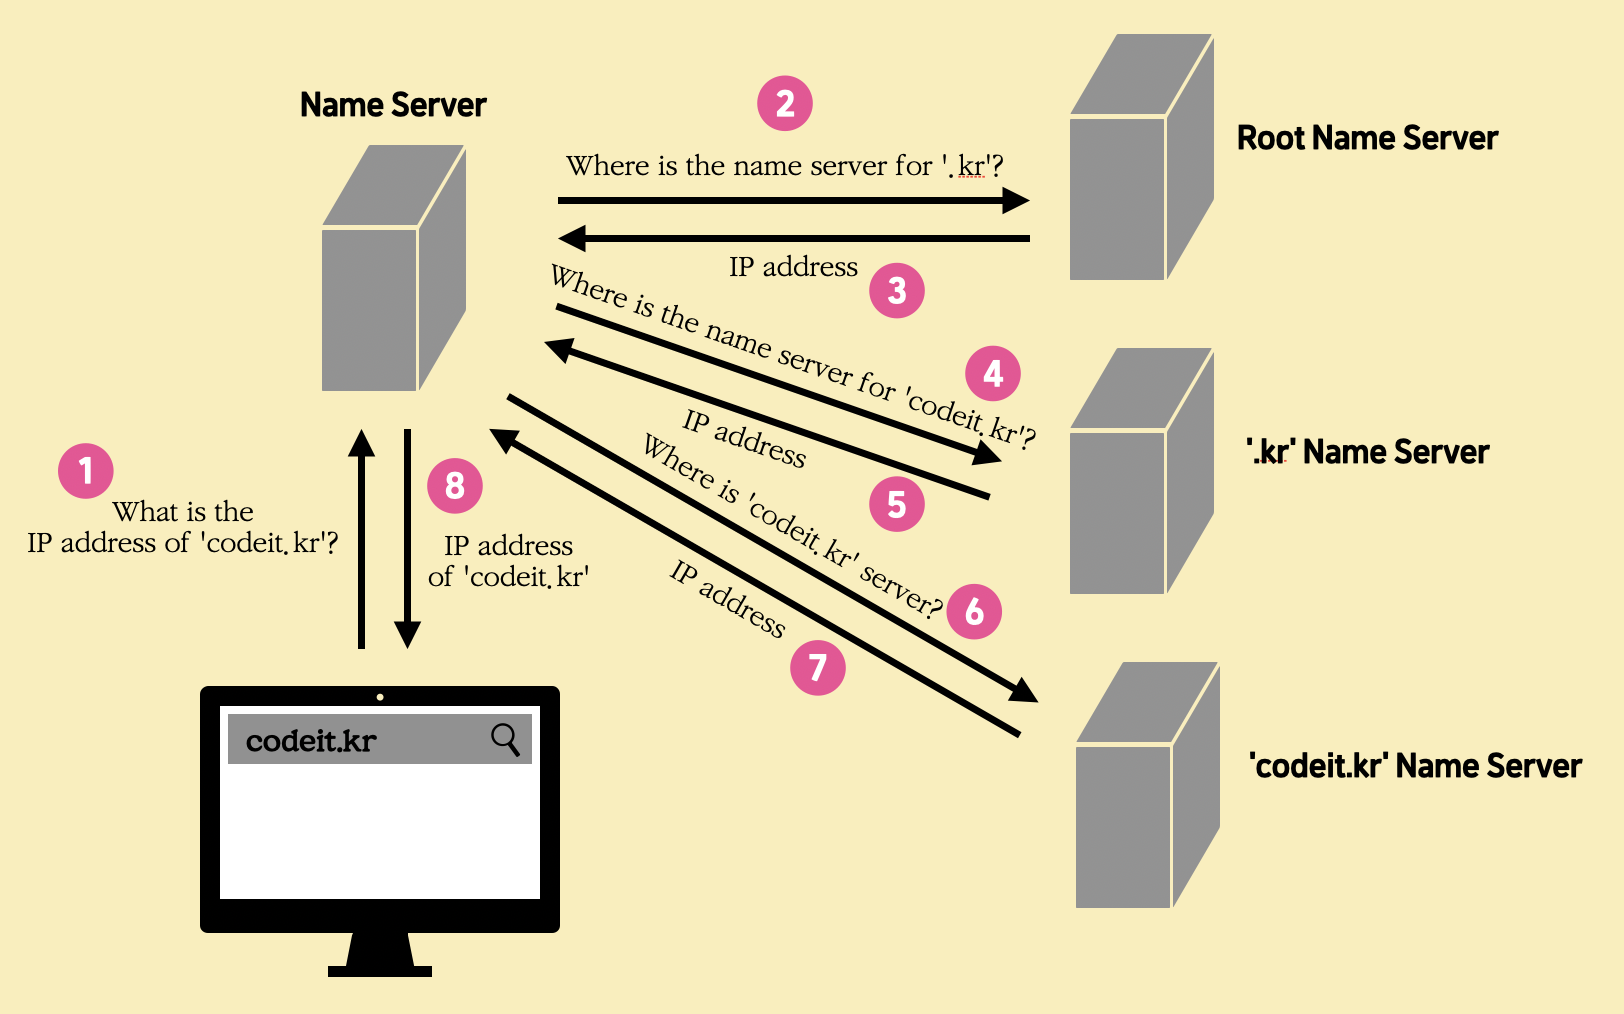 Name Server
2
Where is the name server for '.kr'?
Root Name Server
IP address
3
Where is the name server for 'codeit.kr'?
4
IP address
5
'.kr' Name Server
1
What is the
IP address of 'codeit.kr'?
8
IP address
of 'codeit.kr'
Where is 'codeit.kr' server?
6
IP address
7
codeit.kr
'codeit.kr' Name Server